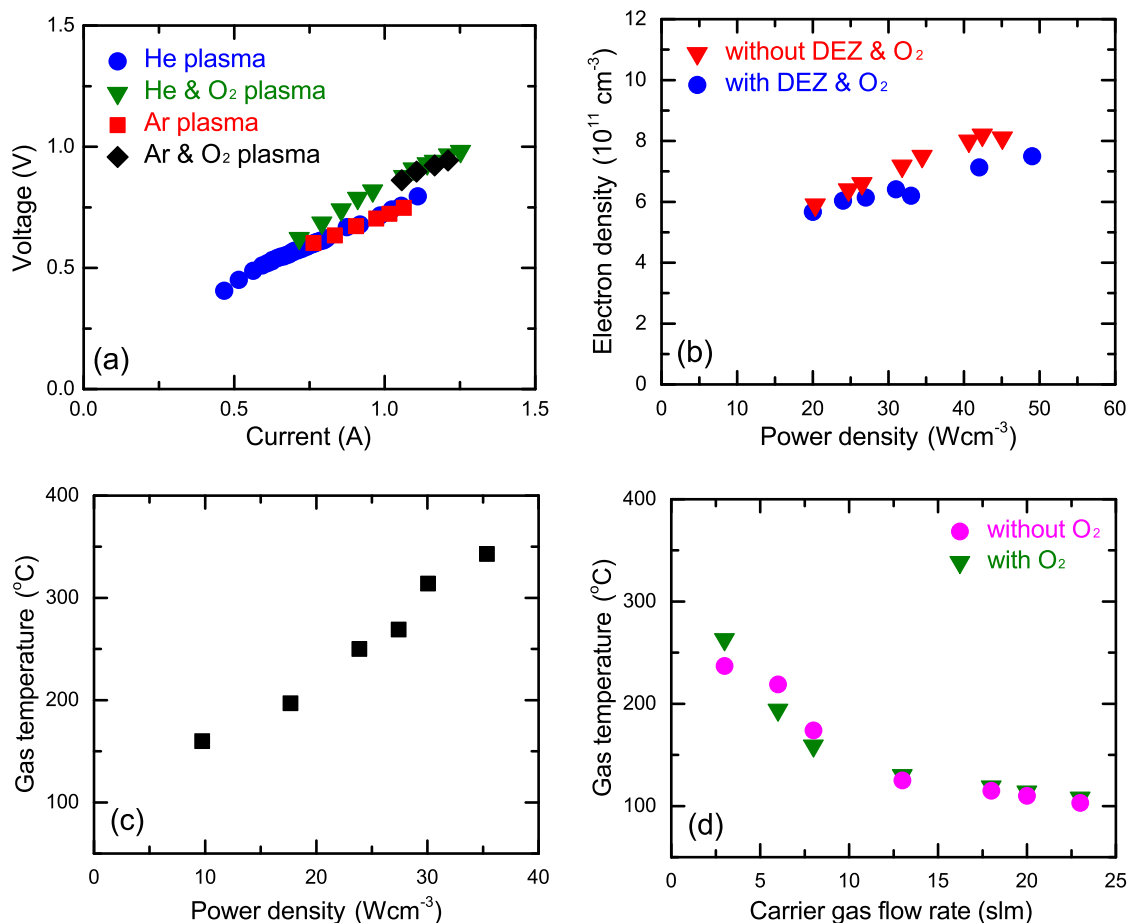 1.5
1.0
0.5
0.0
Voltage (V)
He plasma
He & O₂ plasma
Ar plasma
Ar & O₂ plasma
(a)
0.0
0.5
1.0
1.5
Current (A)
12
10
8
6
4
2
0
Electron density (10¹¹ cm⁻³)
without DEZ & O₂
with DEZ & O₂
(b)
0
10
20
30
40
50
60
Power density (Wcm⁻³)
400
300
200
100
Gas temperature (°C)
(c)
0
10
20
30
40
Power density (Wcm⁻³)
400
300
200
100
Gas temperature (°C)
without O₂
with O₂
(d)
0
5
10
15
20
25
Carrier gas flow rate (slm)